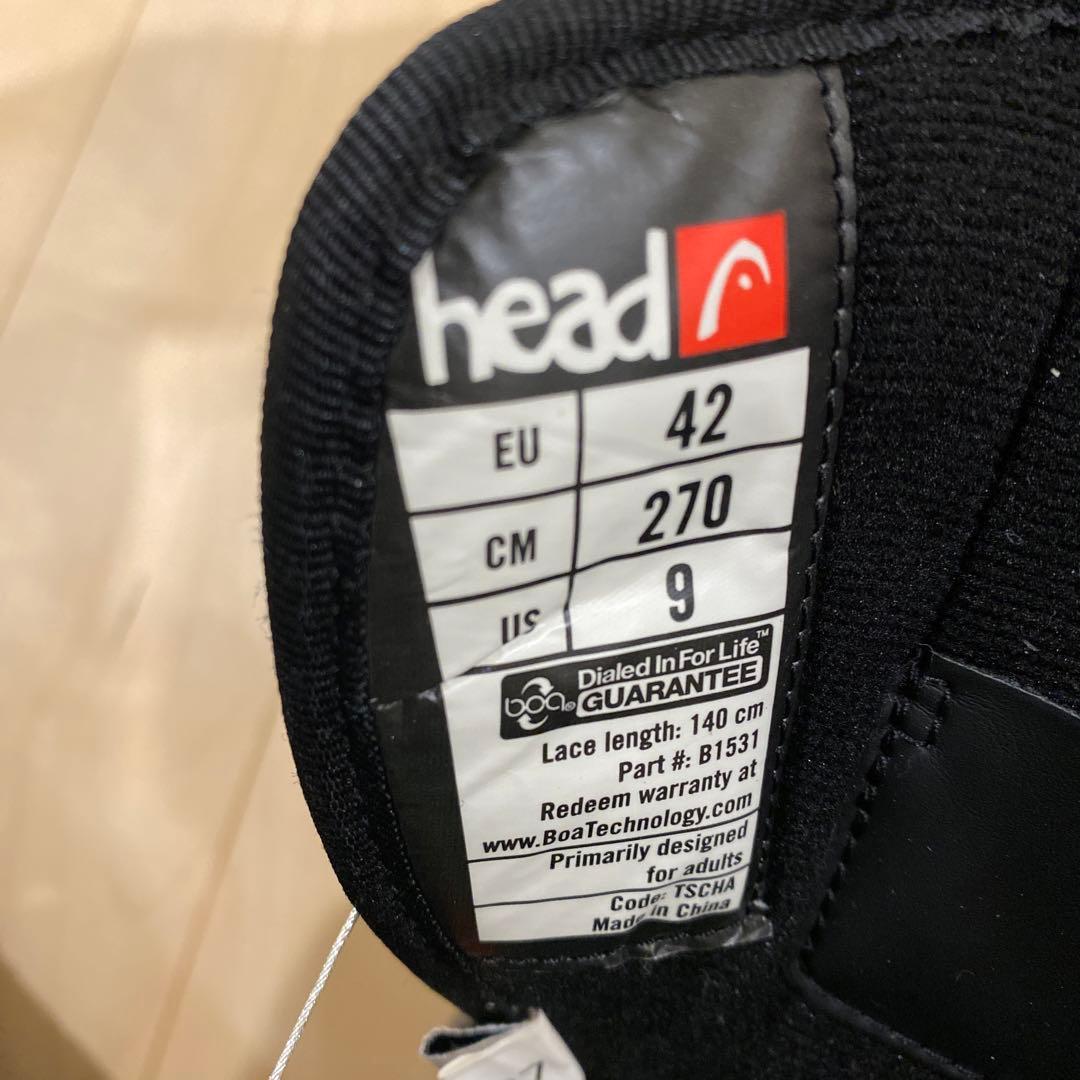 head
EU 42
CM 270
US 9
boa® Dialed In For Life™
GUARANTEE
Lace length: 140 cm
Part #: B1531
Redeem warranty at
www.BoaTechnology.com
Primarily designed
for adults
Code: TSCHA
Made in China